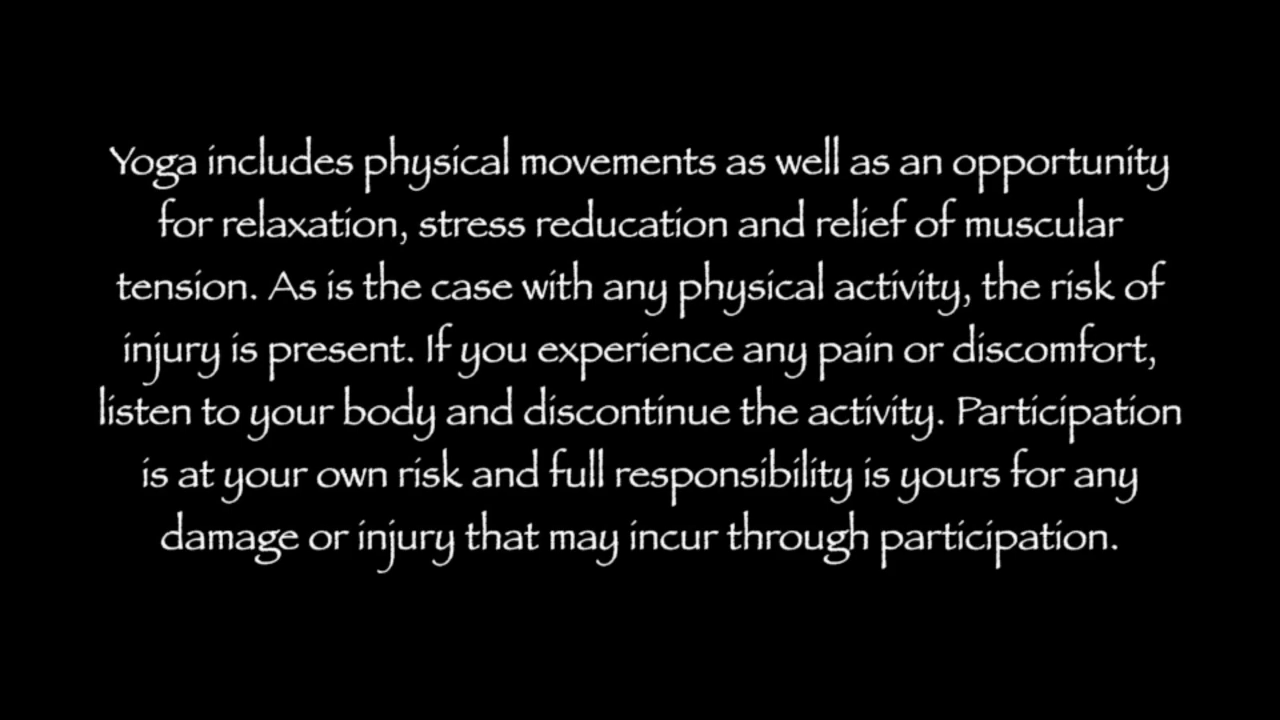 Yoga includes physical movements as well as an opportunity
for relaxation, stress reducation and relief of muscular
tension. As is the case with any physical activity, the risk of
injury is present. If you experience any pain or discomfort,
listen to your body and discontinue the activity. Participation
is at your own risk and full responsibility is yours for any
damage or injury that may incur through participation.